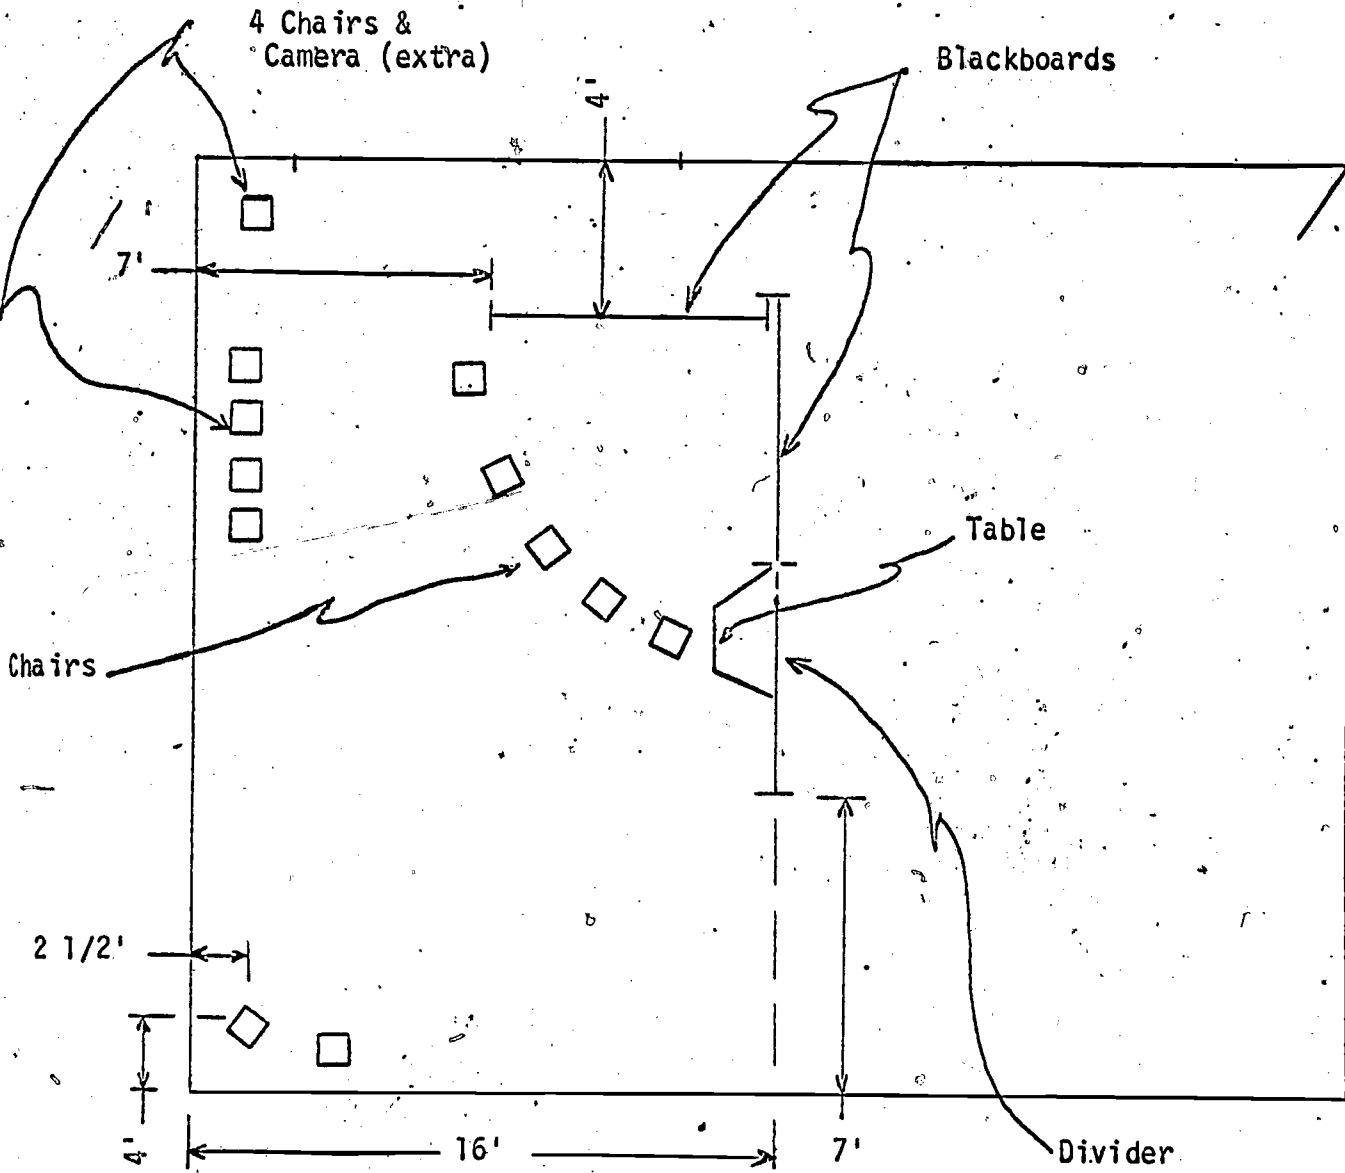 4 Chairs &
Camera (extra)
Blackboards
4'
7'
Table
Chairs
2 1/2'
4'
16'
7'
Divider